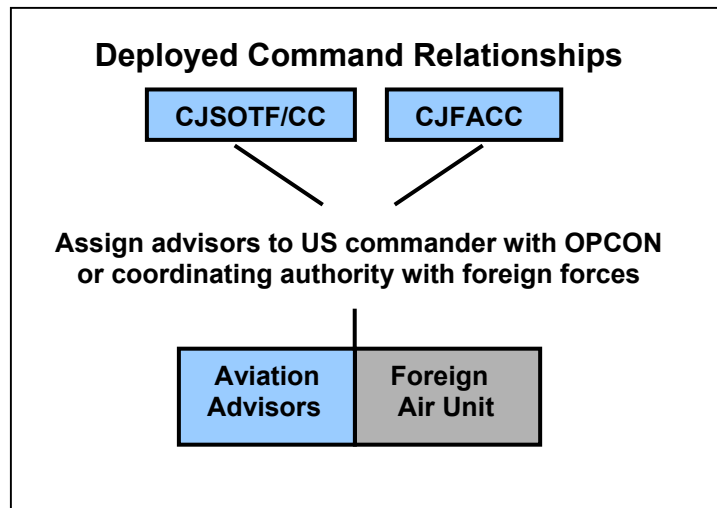 Deployed Command Relationships
CJSOTF/CC
CJFACC
Assign advisors to US commander with OPCON
or coordinating authority with foreign forces
Aviation
Advisors
Foreign
Air Unit